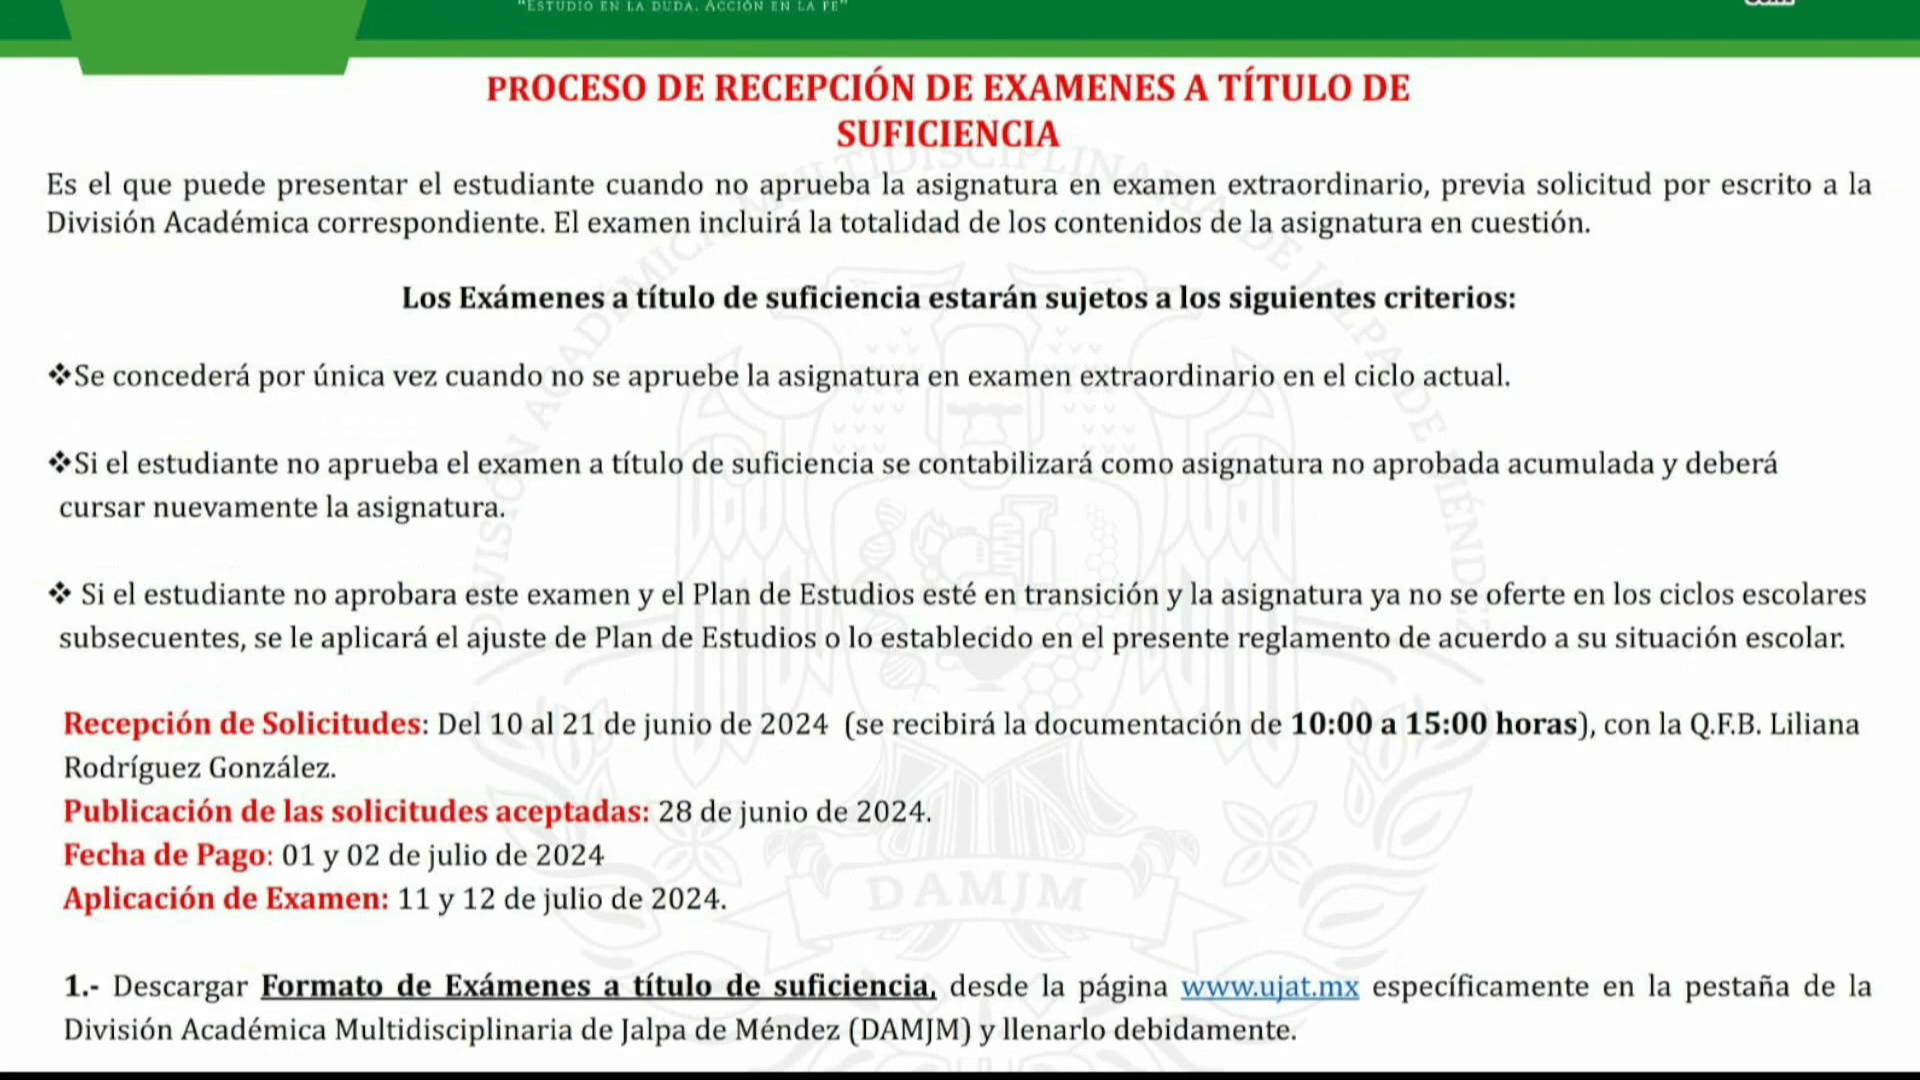 "ESTUDIO EN LA DUDA. ACCIÓN EN LA FE"
PROCESO DE RECEPCIÓN DE EXAMENES A TÍTULO DE
SUFICIENCIA
Es el que puede presentar el estudiante cuando no aprueba la asignatura en examen extraordinario, previa solicitud por escrito a la
División Académica correspondiente. El examen incluirá la totalidad de los contenidos de la asignatura en cuestión.
Los Exámenes a título de suficiencia estarán sujetos a los siguientes criterios:
❖Se concederá por única vez cuando no se apruebe la asignatura en examen extraordinario en el ciclo actual.
❖Si el estudiante no aprueba el examen a título de suficiencia se contabilizará como asignatura no aprobada acumulada y deberá
cursar nuevamente la asignatura.
❖ Si el estudiante no aprobara este examen y el Plan de Estudios esté en transición y la asignatura ya no se oferte en los ciclos escolares
subsecuentes, se le aplicará el ajuste de Plan de Estudios o lo establecido en el presente reglamento de acuerdo a su situación escolar.
Recepción de Solicitudes: Del 10 al 21 de junio de 2024 (se recibirá la documentación de 10:00 a 15:00 horas), con la Q.F.B. Liliana
Rodríguez González.
Publicación de las solicitudes aceptadas: 28 de junio de 2024.
Fecha de Pago: 01 y 02 de julio de 2024
Aplicación de Examen: 11 y 12 de julio de 2024.
1.- Descargar Formato de Exámenes a título de suficiencia, desde la página www.ujat.mx específicamente en la pestaña de la
División Académica Multidisciplinaria de Jalpa de Méndez (DAMJM) y llenarlo debidamente.
DIVISIÓN ACADÉMICA MULTIDISCIPLINARIA DE JALPA DE MÉNDEZ
DAMJM